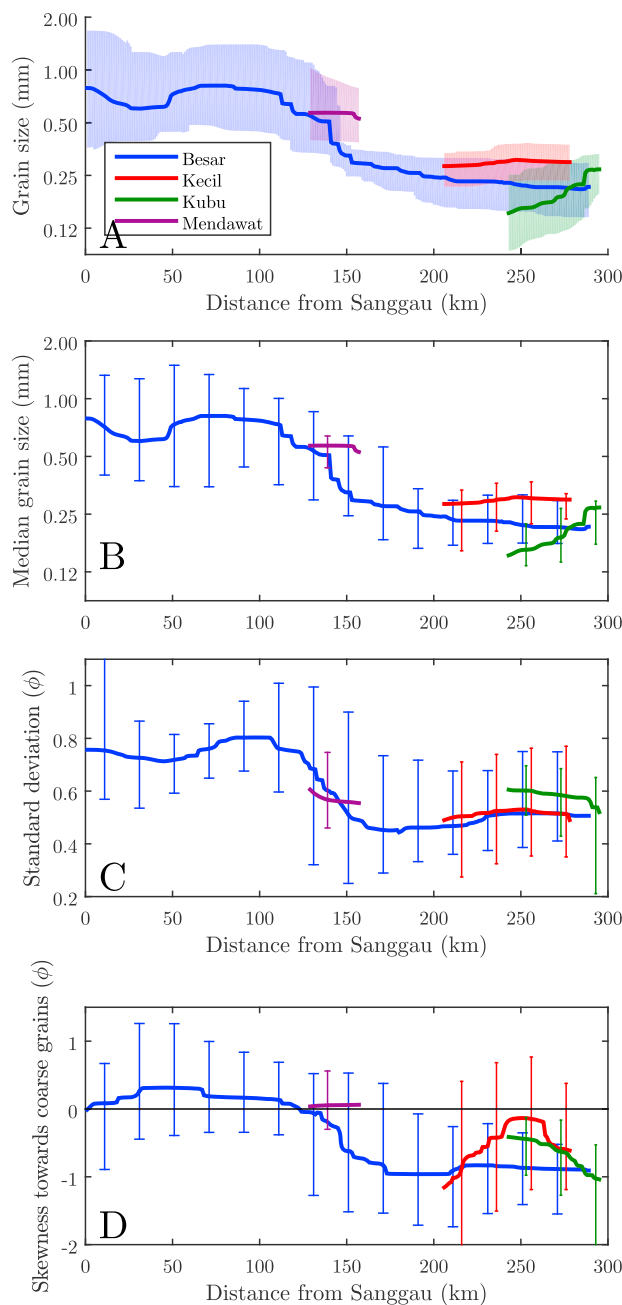 2.00
1.00
0.50
0.25
0.12
Grain size (mm)
Besar
Kecil
Kubu
Mendawat
A
0 50 100 150 200 250 300
Distance from Sanggau (km)
2.00
1.00
0.50
0.25
0.12
Median grain size (mm)
B
0 50 100 150 200 250 300
1
0.8
0.6
0.4
0.2
Standard deviation (ϕ)
C
0 50 100 150 200 250 300
Distance from Sanggau (km)
1
0
-1
-2
Skewness towards coarse grains (ϕ)
D
0 50 100 150 200 250 300
Distance from Sanggau (km)